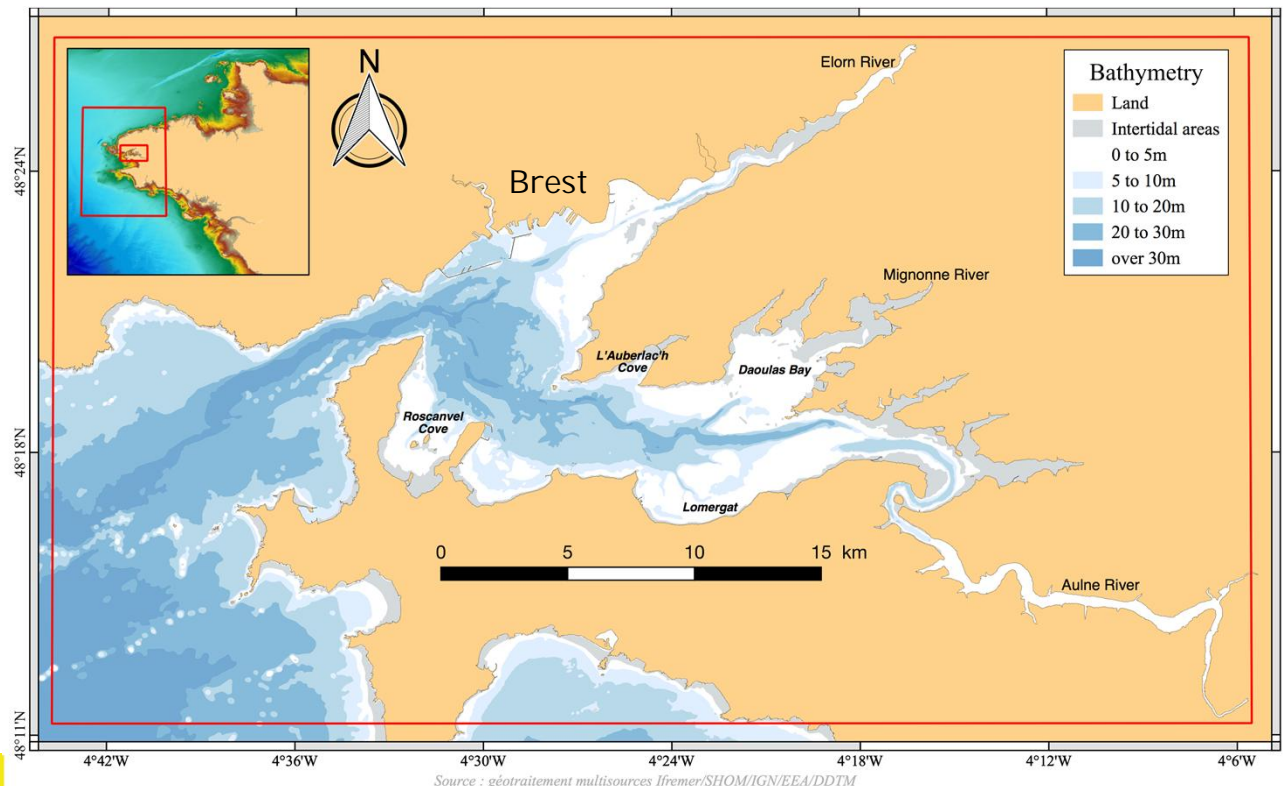 N
Elorn River
Bathymetry
Land
Intertidal areas
0 to 5m
5 to 10m
10 to 20m
20 to 30m
over 30m
48°24'N
Brest
Mignonne River
L'Auberlac'h
Cove
Daoulas Bay
Roscanvel
Cove
48°18'N
Lomergat
0 5 10 15 km
Aulne River
48°11'N
4°42'W 4°36'W 4°30'W 4°24'W 4°18'W 4°12'W 4°6'W
Source : géotraitement multisources Ifremer/SHOM/IGN/EEA/DDTM